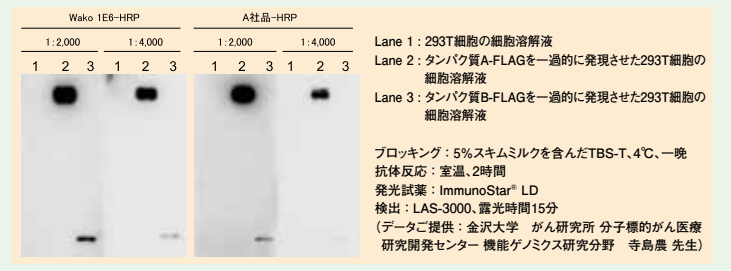 Wako 1E6-HRP
A社品-HRP
1:2,000
1:4,000
1:2,000
1:4,000
1 2 3 1 2 3 1 2 3 1 2 3
Lane 1：293T細胞の細胞溶解液
Lane 2：タンパク質A-FLAGを一過的に発現させた293T細胞の
細胞溶解液
Lane 3：タンパク質B-FLAGを一過的に発現させた293T細胞の
細胞溶解液
ブロッキング：5%スキムミルクを含んだTBS-T、4℃、一晩
抗体反応：室温、2時間
発光試薬：ImmunoStar® LD
検出：LAS-3000、露光時間15分
（データご提供：金沢大学　がん研究所 分子標的がん医療
研究開発センター 機能ゲノミクス研究分野　寺島農 先生）